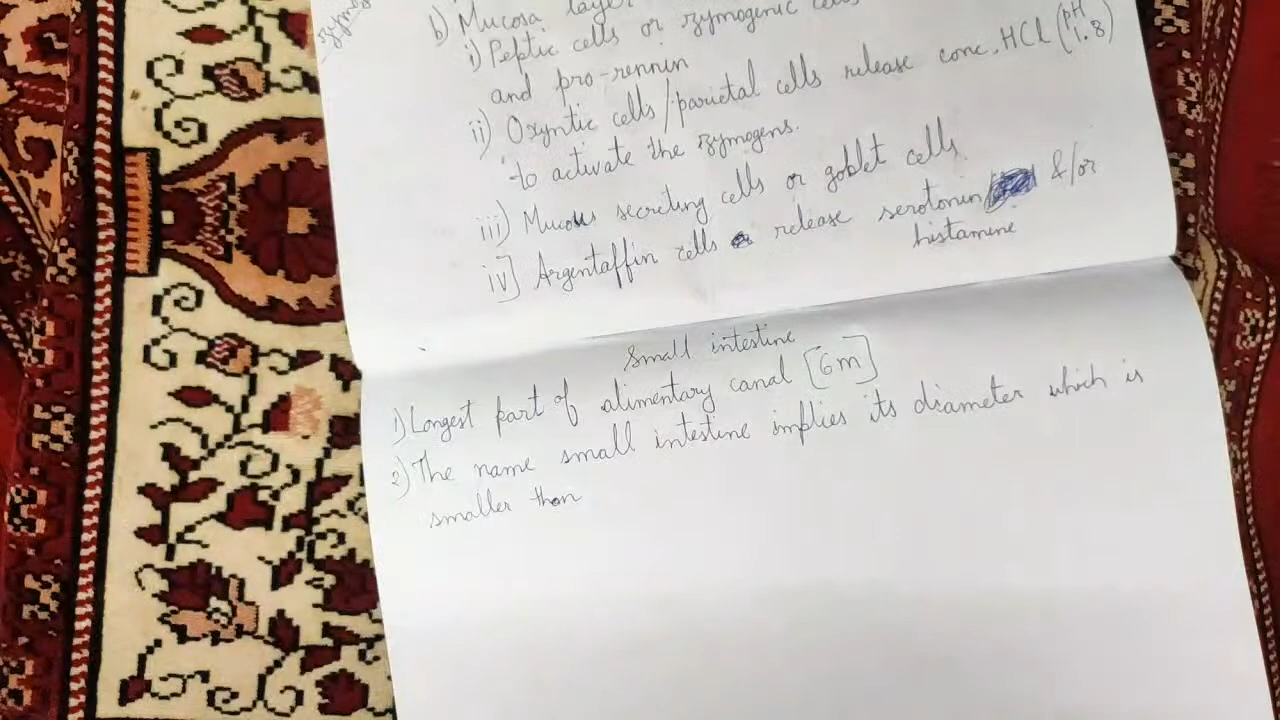 b) Mucosa layer
i) Peptic cells or zymogenic cells
and pro-rennin
ii) Oxyntic cells/parietal cells release conc. HCl (pH 1.8)
to activate the zymogens.
iii) Mucous secreting cells or goblet cells.
iv] Argentaffin cells release serotonin/ &/or
histamine
Small intestine
1) Longest part of alimentary canal [6m]
2) The name small intestine implies its diameter which is
smaller than